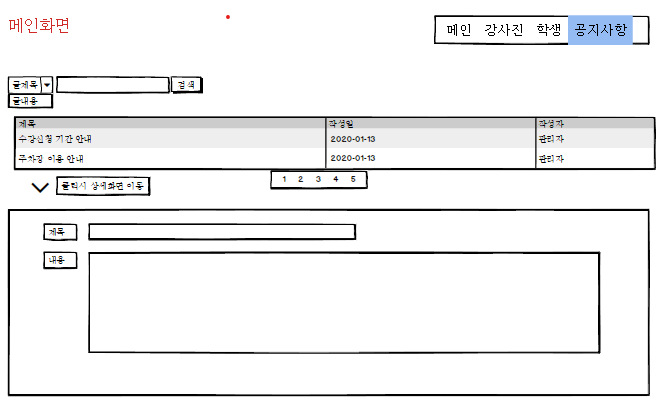 메인화면
메인 강사진 학생 공지사항
글제목 검색
글내용
제목 작성일 작성자
수강신청 기간 안내 2020-01-13 관리자
주차장 이용 안내 2020-01-13 관리자
클릭시 상세화면 이동
1 2 3 4 5
제목
내용